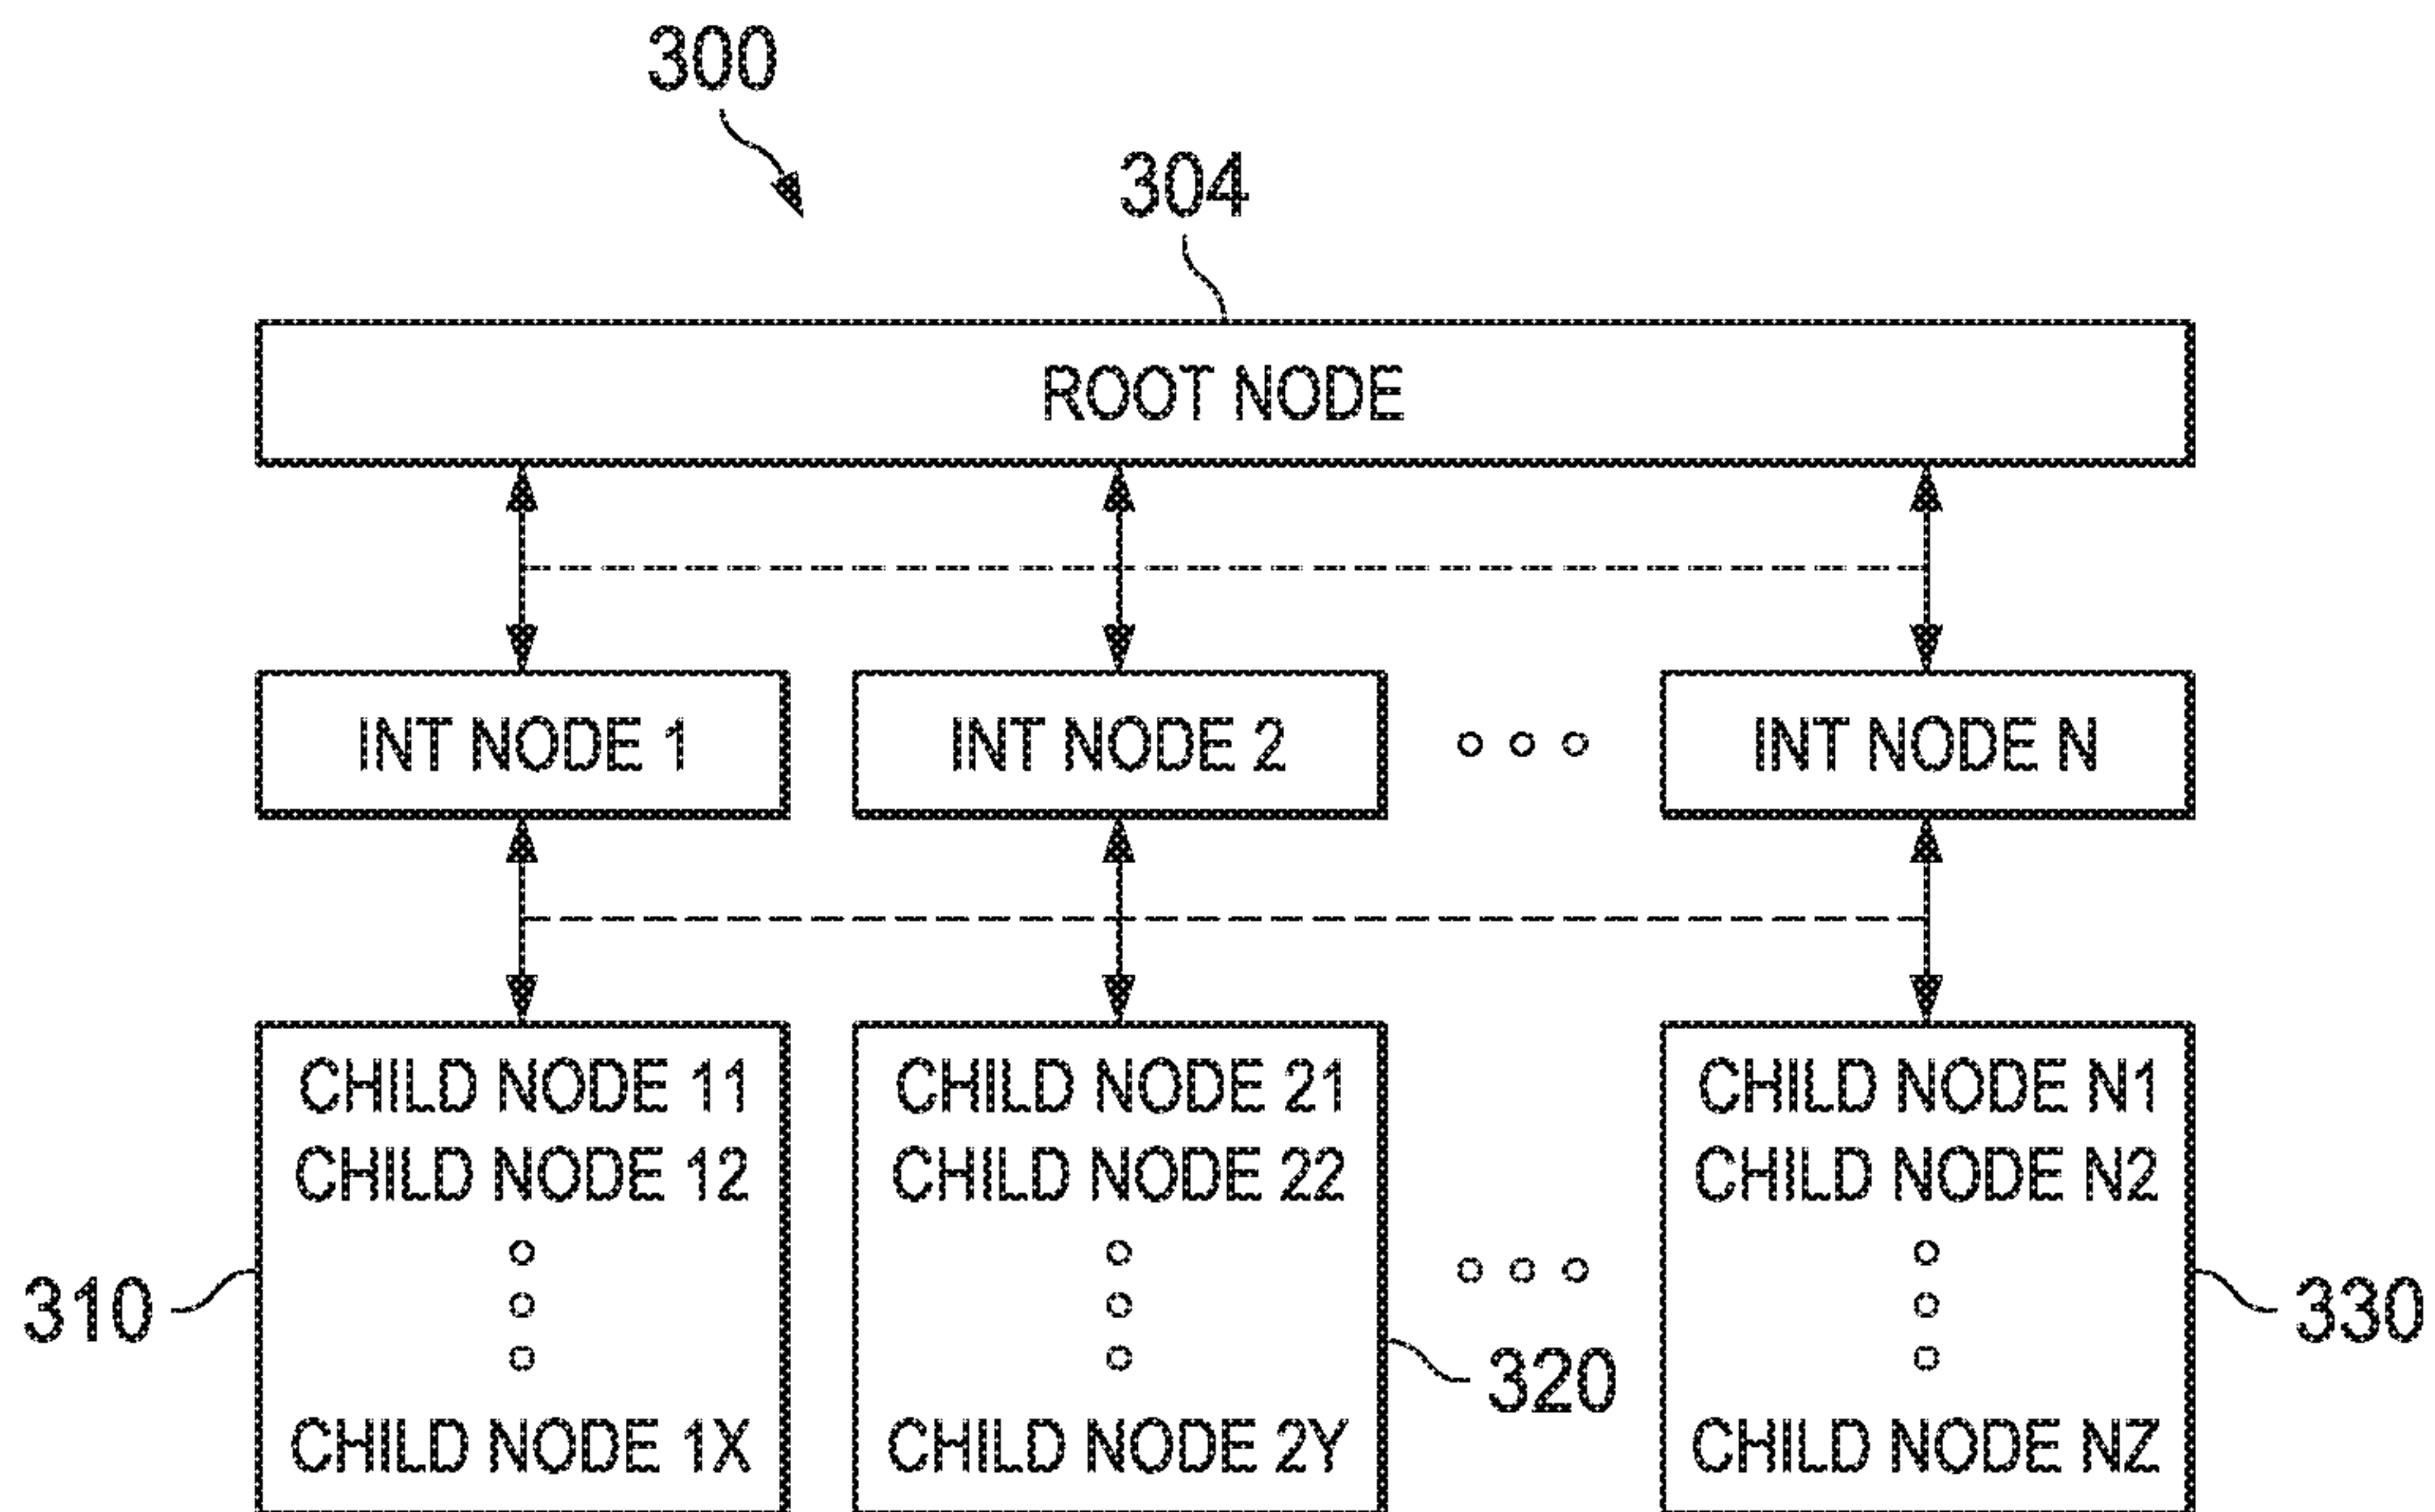 300
304
ROOT NODE
INT NODE 1
INT NODE 2
INT NODE N
CHILD NODE 11
CHILD NODE 12
CHILD NODE 1X
310
CHILD NODE 21
CHILD NODE 22
CHILD NODE 2Y
320
CHILD NODE N1
CHILD NODE N2
CHILD NODE NZ
330